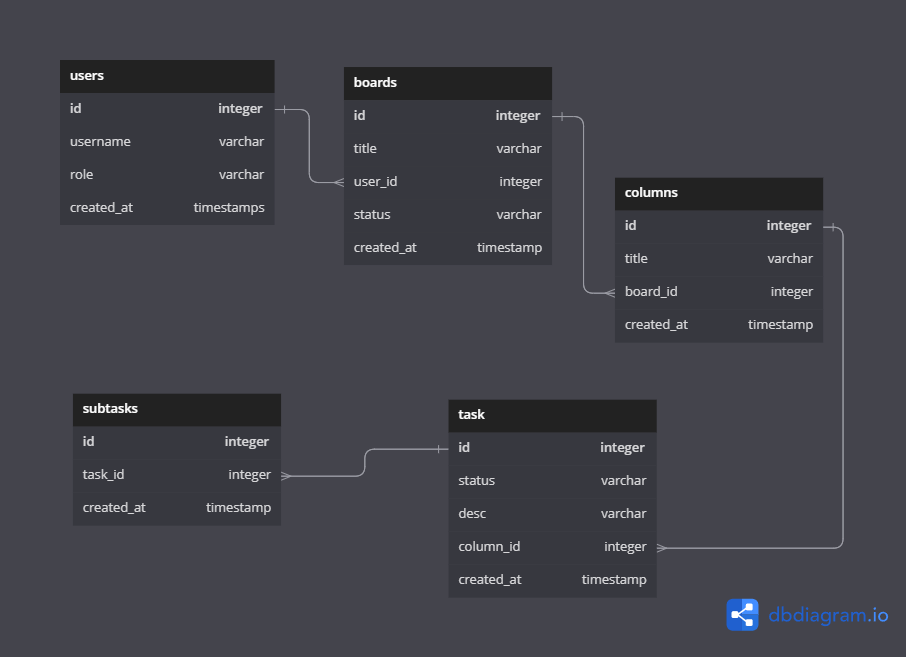 users
id integer
username varchar
role varchar
created_at timestamps
boards
id integer
title varchar
user_id integer
status varchar
created_at timestamp
columns
id integer
title varchar
board_id integer
created_at timestamp
subtasks
id integer
task_id integer
created_at timestamp
task
id integer
status varchar
desc varchar
column_id integer
created_at timestamp
dbdiagram.io